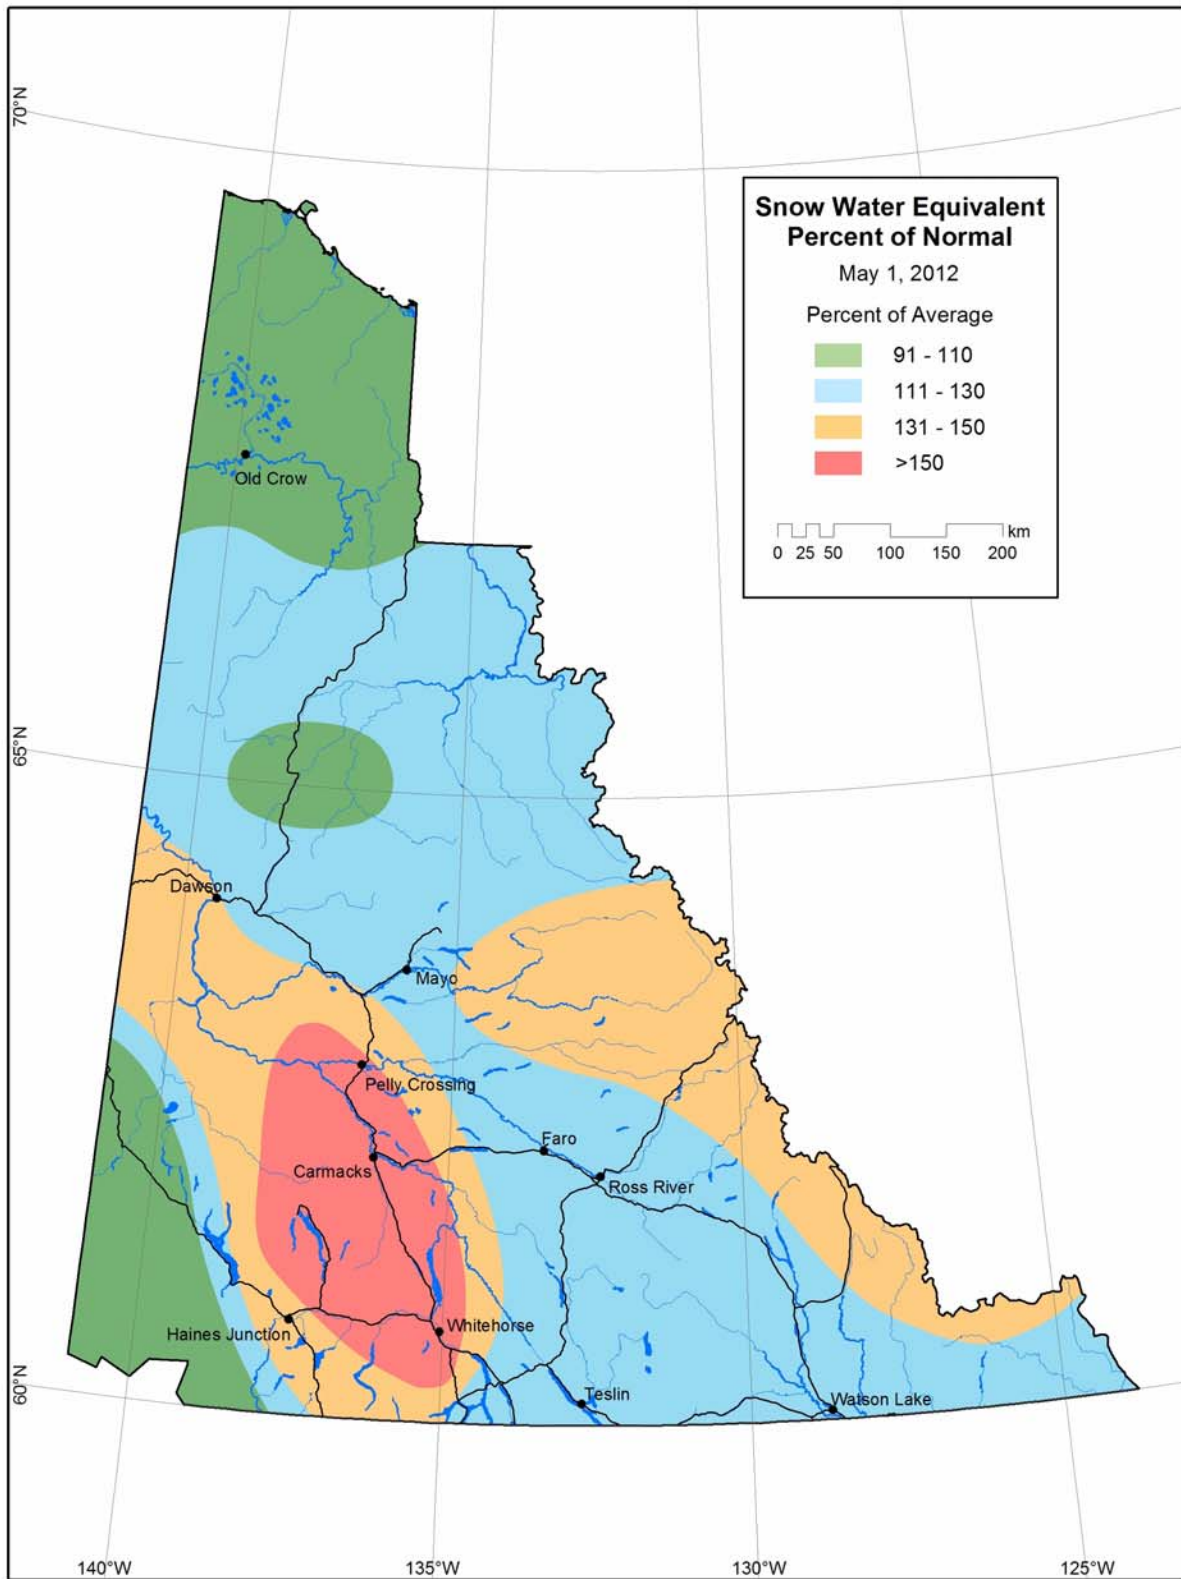 70°N
Snow Water Equivalent
Percent of Normal
May 1, 2012
Percent of Average
91 - 110
111 - 130
131 - 150
>150
km
0 25 50 100 150 200
Old Crow
65°N
Dawson
Mayo
Pelly Crossing
Faro
Carmacks
Ross River
Whitehorse
Haines Junction
60°N
Teslin
Watson Lake
140°W 135°W 130°W 125°W